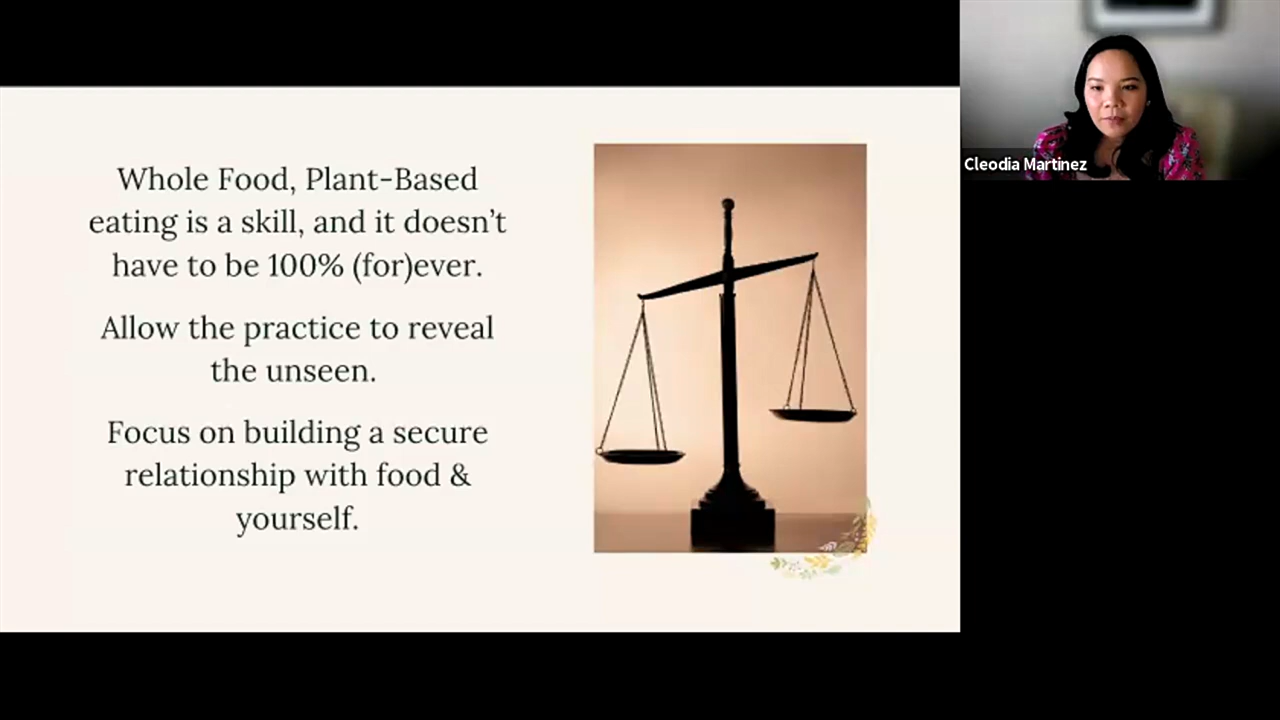 Whole Food, Plant-Based
eating is a skill, and it doesn’t
have to be 100% (for)ever.
Allow the practice to reveal
the unseen.
Focus on building a secure
relationship with food &
yourself.
Cleodia Martinez